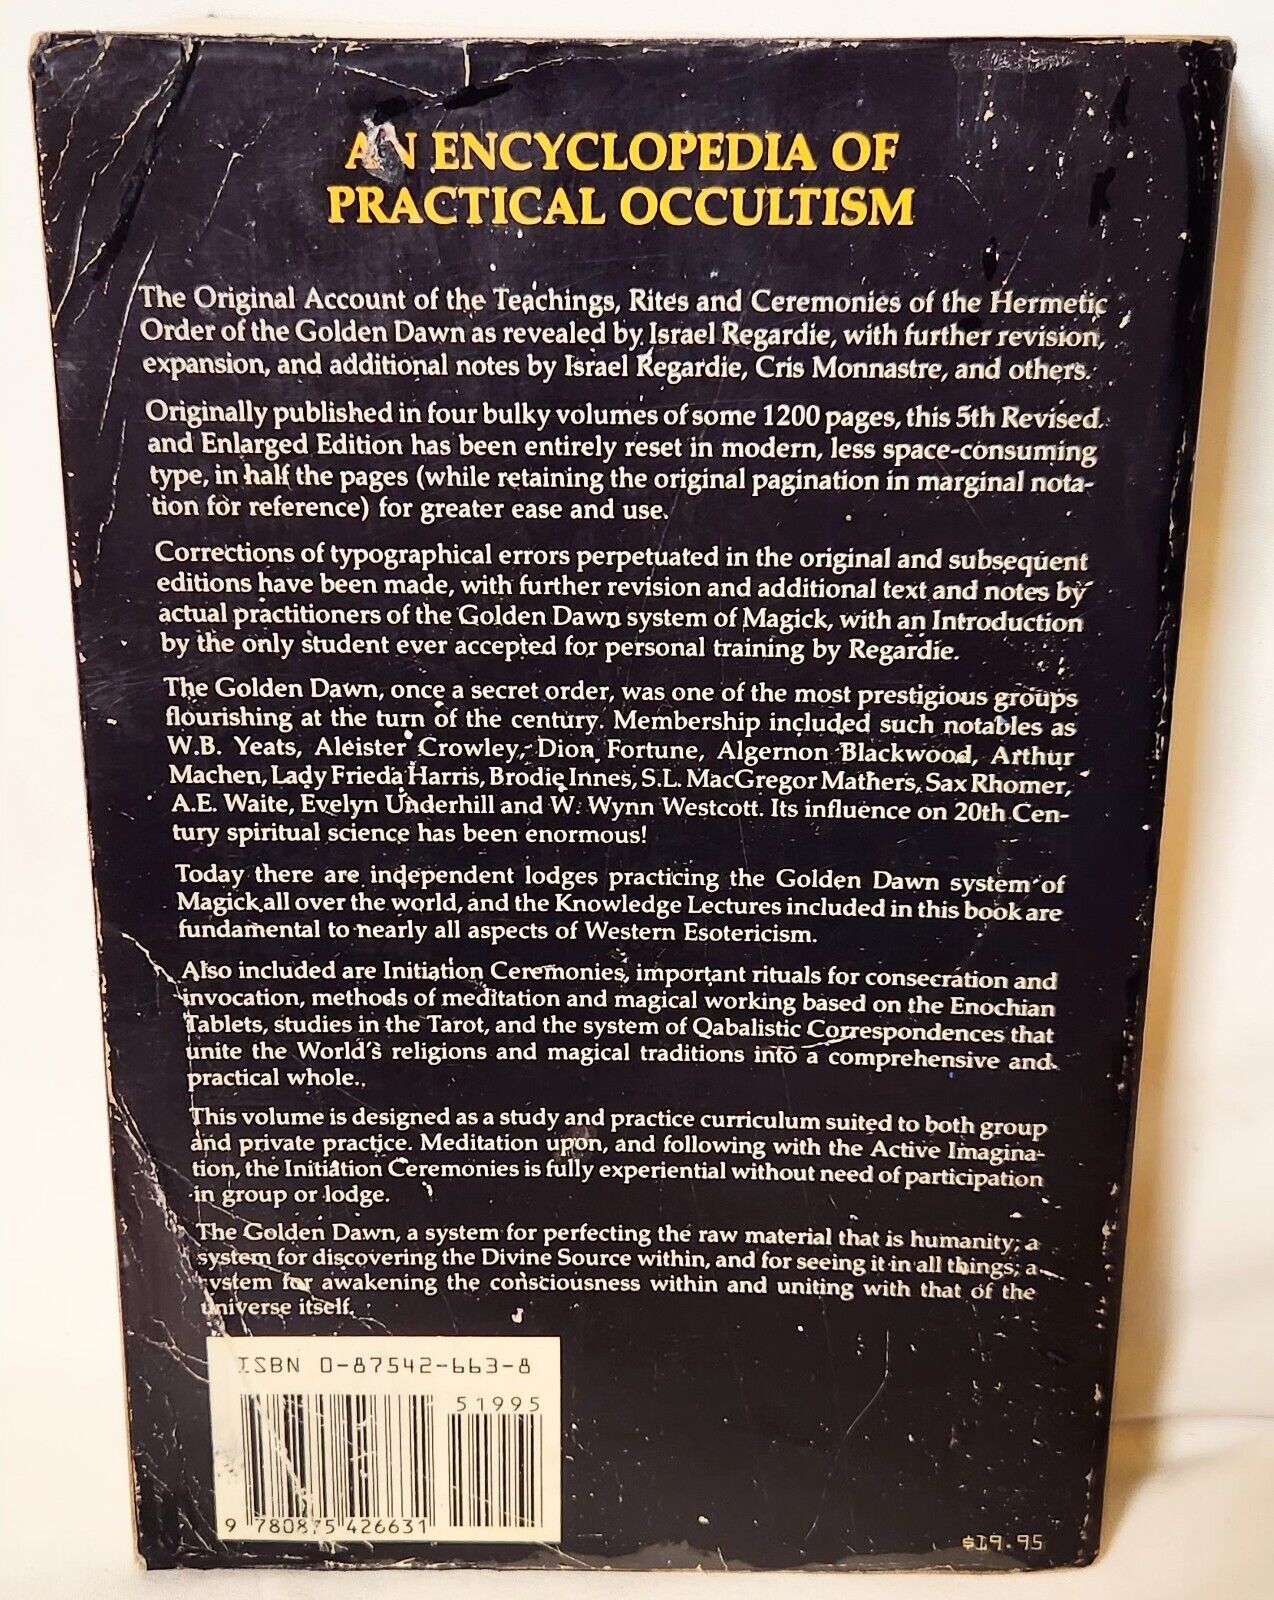 AN ENCYCLOPEDIA OF
PRACTICAL OCCULTISM
The Original Account of the Teachings, Rites and Ceremonies of the Hermetic
Order of the Golden Dawn as revealed by Israel Regardie, with further revision,
expansion, and additional notes by Israel Regardie, Cris Monnastre, and others.
Originally published in four bulky volumes of some 1200 pages, this 5th Revised
and Enlarged Edition has been entirely reset in modern, less space-consuming
type, in half the pages (while retaining the original pagination in marginal nota-
tion for reference) for greater ease and use.
Corrections of typographical errors perpetuated in the original and subsequent
editions have been made, with further revision and additional text and notes by
actual practitioners of the Golden Dawn system of Magick, with an Introduction
by the only student ever accepted for personal training by Regardie.
The Golden Dawn, once a secret order, was one of the most prestigious groups
flourishing at the turn of the century. Membership included such notables as
W.B. Yeats, Aleister Crowley, Dion Fortune, Algernon Blackwood, Arthur
Machen, Lady Frieda Harris, Brodie Innes, S.L. MacGregor Mathers, Sax Rhomer,
A.E. Waite, Evelyn Underhill and W. Wynn Westcott. Its influence on 20th Cen-
tury spiritual science has been enormous!
Today there are independent lodges practicing the Golden Dawn system of
Magick all over the world, and the Knowledge Lectures included in this book are
fundamental to nearly all aspects of Western Esotericism.
Also included are Initiation Ceremonies, important rituals for consecration and
invocation, methods of meditation and magical working based on the Enochian
Tablets, studies in the Tarot, and the system of Qabalistic Correspondences that
unite the World's religions and magical traditions into a comprehensive and
practical whole.
This volume is designed as a study and practice curriculum suited to both group
and private practice. Meditation upon, and following with the Active Imagina-
tion, the Initiation Ceremonies is fully experiential without need of participation
in group or lodge.
The Golden Dawn, a system for perfecting the raw material that is humanity; a
system for discovering the Divine Source within, and for seeing it in all things; a
system for awakening the consciousness within and uniting with that of the
universe itself.
ISBN 0-87542-663-8
51995
9 780875 426631
$19.95